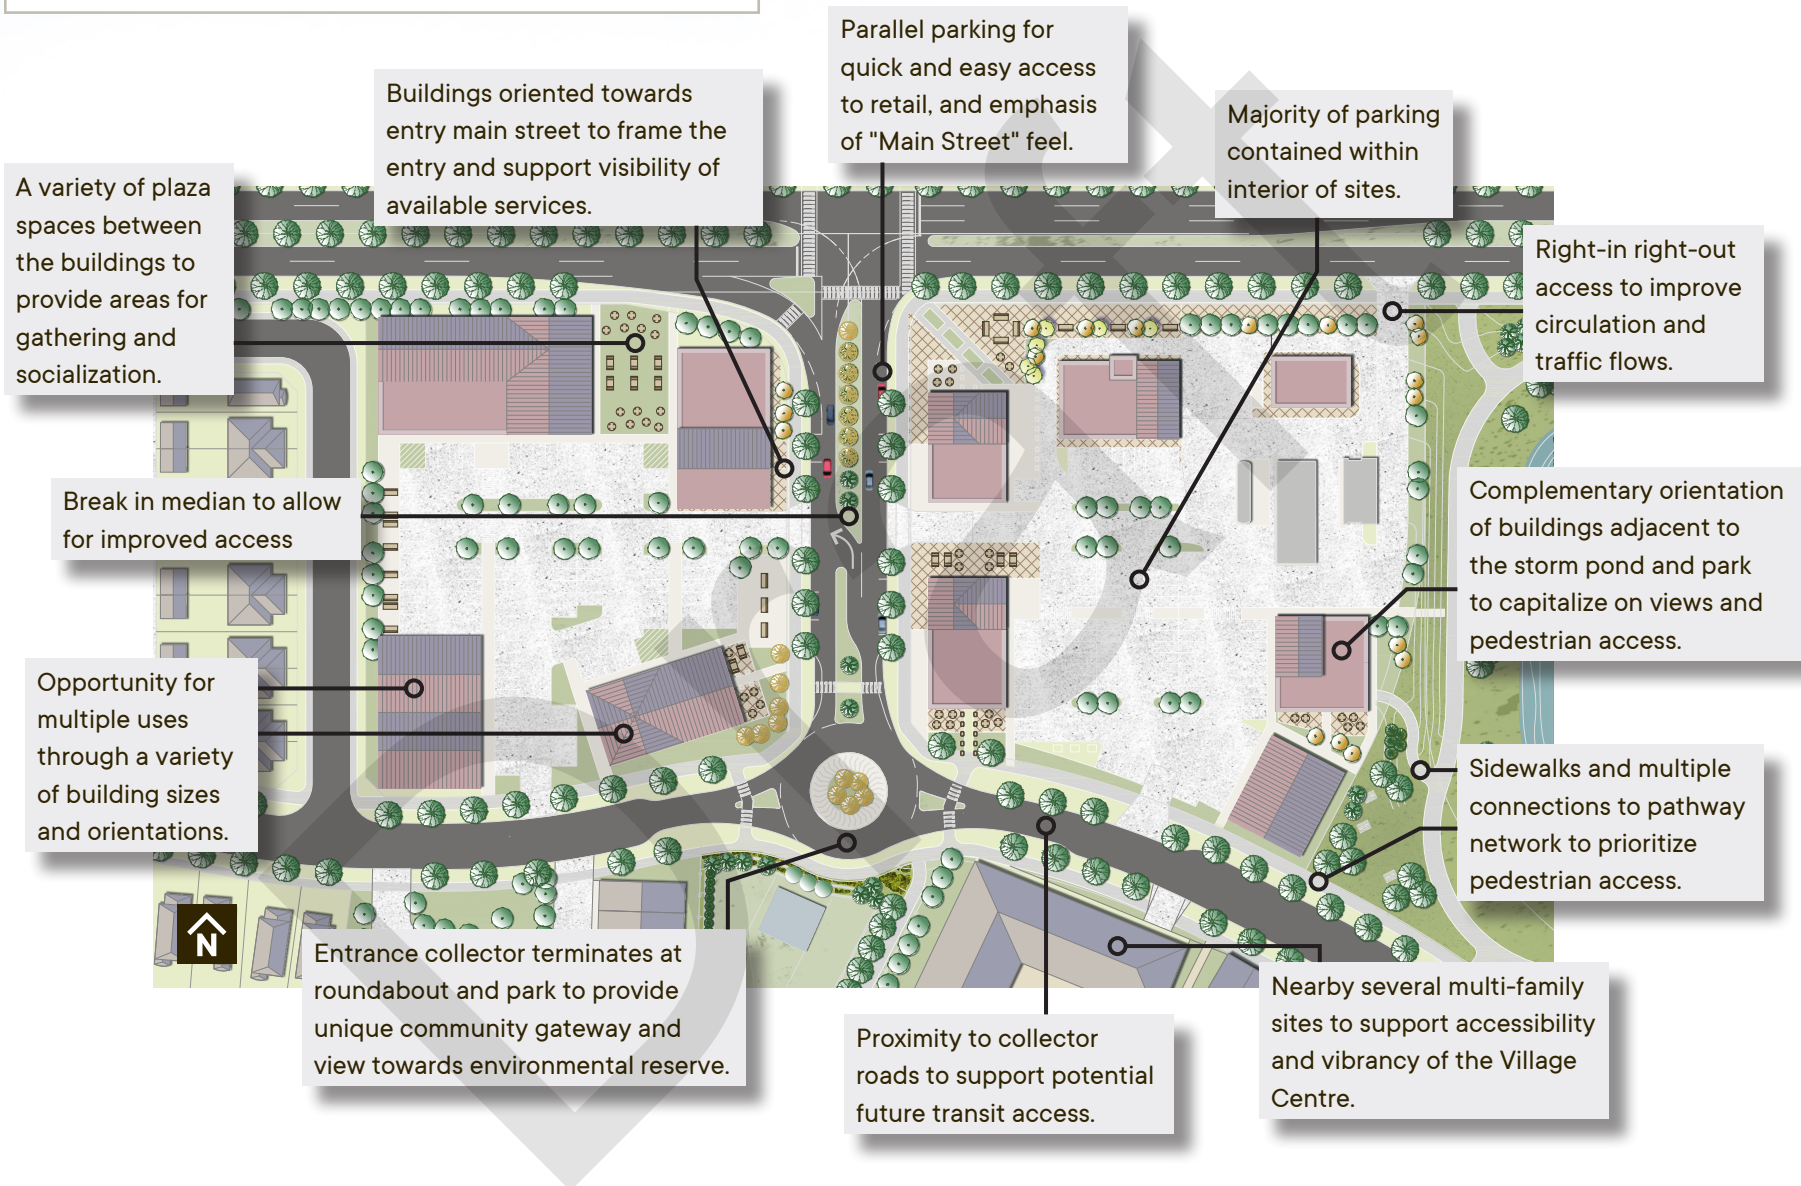 Parallel parking for
quick and easy access
to retail, and emphasis
of "Main Street" feel.
Buildings oriented towards
entry main street to frame the
entry and support visibility of
available services.
Majority of parking
contained within
interior of sites.
A variety of plaza
spaces between
the buildings to
provide areas for
gathering and
socialization.
Right-in right-out
access to improve
circulation and
traffic flows.
Break in median to allow
for improved access
Complementary orientation
of buildings adjacent to
the storm pond and park
to capitalize on views and
pedestrian access.
Opportunity for
multiple uses
through a variety
of building sizes
and orientations.
Sidewalks and multiple
connections to pathway
network to prioritize
pedestrian access.
N
Entrance collector terminates at
roundabout and park to provide
unique community gateway and
view towards environmental reserve.
Proximity to collector
roads to support potential
future transit access.
Nearby several multi-family
sites to support accessibility
and vibrancy of the Village
Centre.
Draft